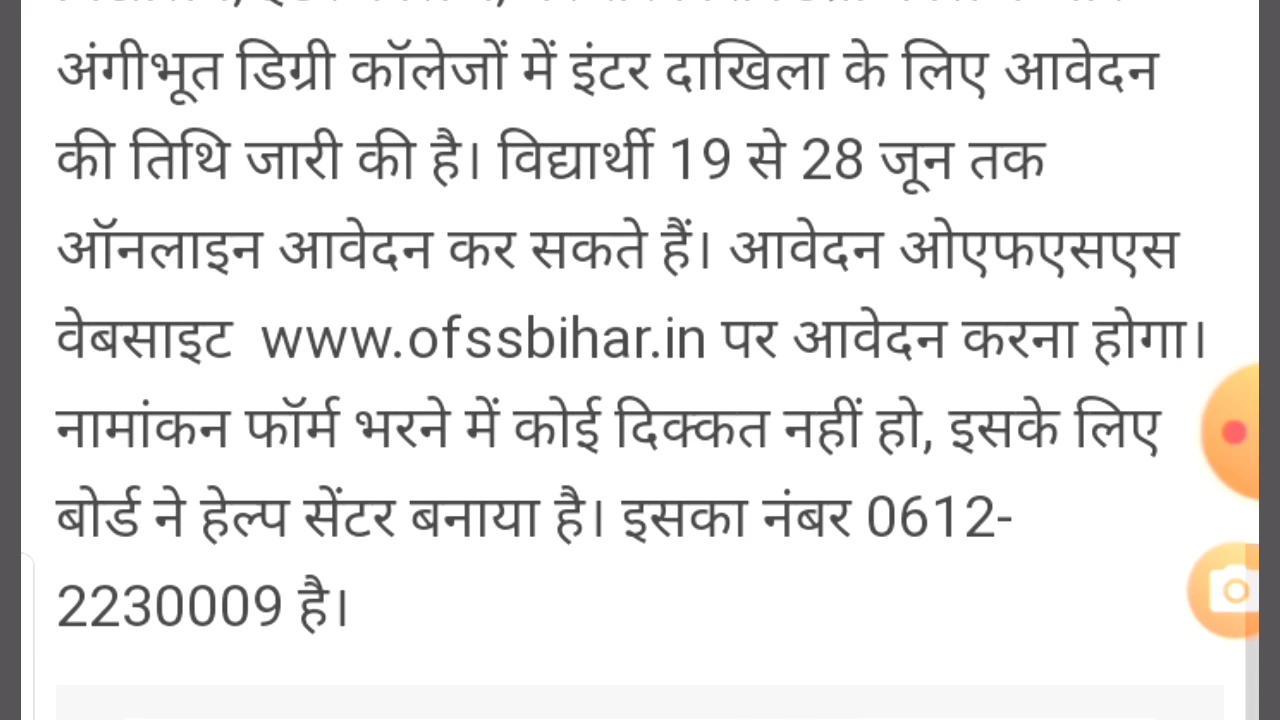 अंगीभूत डिग्री कॉलेजों में इंटर दाखिला के लिए आवेदन
की तिथि जारी की है। विद्यार्थी 19 से 28 जून तक
ऑनलाइन आवेदन कर सकते हैं। आवेदन ओएफएसएस
वेबसाइट www.ofssbihar.in पर आवेदन करना होगा।
नामांकन फॉर्म भरने में कोई दिक्कत नहीं हो, इसके लिए
बोर्ड ने हेल्प सेंटर बनाया है। इसका नंबर 0612-
2230009 है।